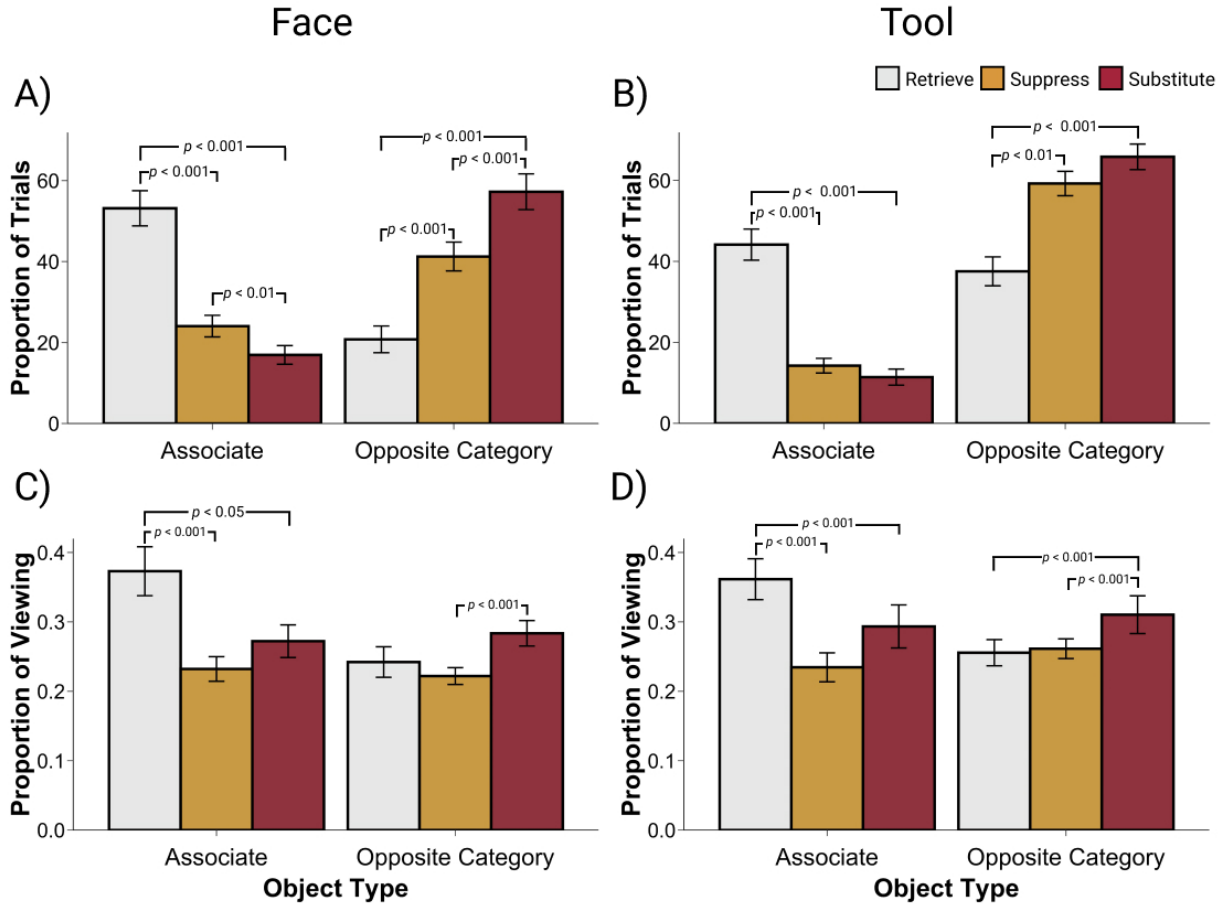 Face
Tool
Retrieve Suppress Substitute
A)
Proportion of Trials
60
40
20
0
p < 0.001
p < 0.001
p < 0.01
p < 0.001
p < 0.001
p < 0.001
Associate
Opposite Category
B)
Proportion of Trials
60
40
20
0
p < 0.001
p < 0.001
p < 0.001
p < 0.01
Associate
Opposite Category
C)
Proportion of Viewing
0.4
0.3
0.2
0.1
0.0
p < 0.05
p < 0.001
p < 0.001
Associate
Opposite Category
Object Type
D)
Proportion of Viewing
0.4
0.3
0.2
0.1
0.0
p < 0.001
p < 0.001
p < 0.001
p < 0.001
Associate
Opposite Category
Object Type